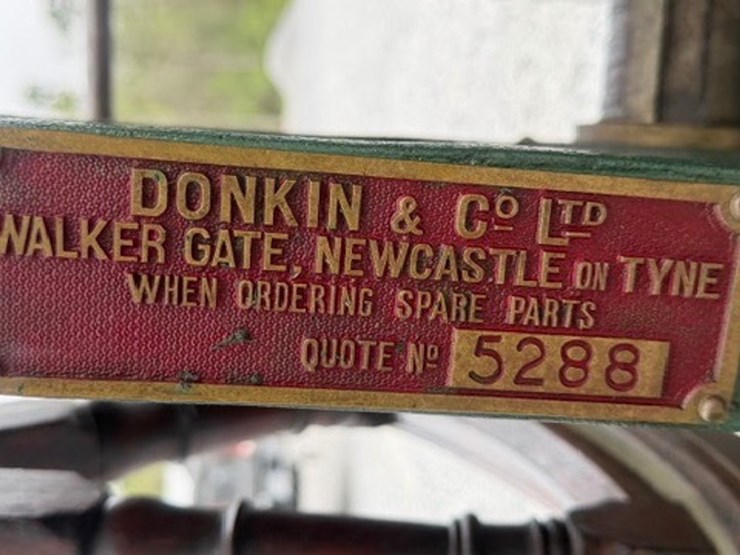 DONKIN & Cº LTD
WALKER GATE, NEWCASTLE ON TYNE
WHEN ORDERING SPARE PARTS
QUOTE Nº 5288